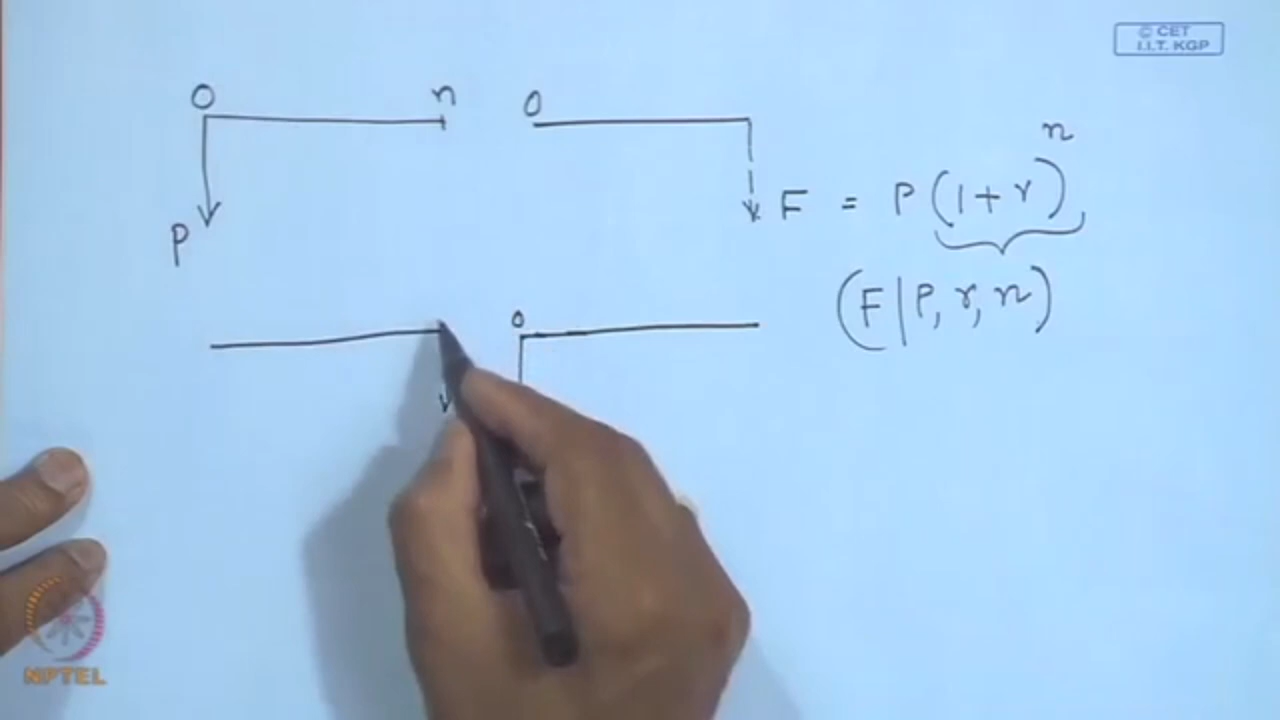 © CET
I.I.T. KGP
0 n 0
n
P F = P(1+r)
(F|P, r, n)
0
NPTEL